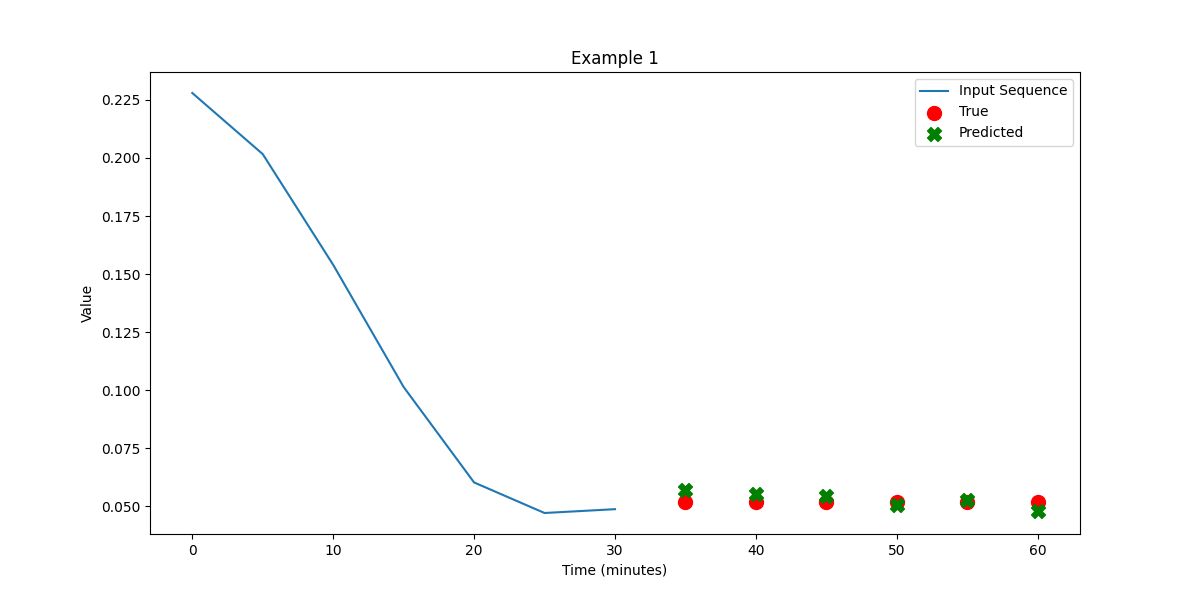 Example 1
Input Sequence
True
Predicted
0.225
0.200
0.175
0.150
0.125
0.100
0.075
0.050
Value
0 10 20 30 40 50 60
Time (minutes)